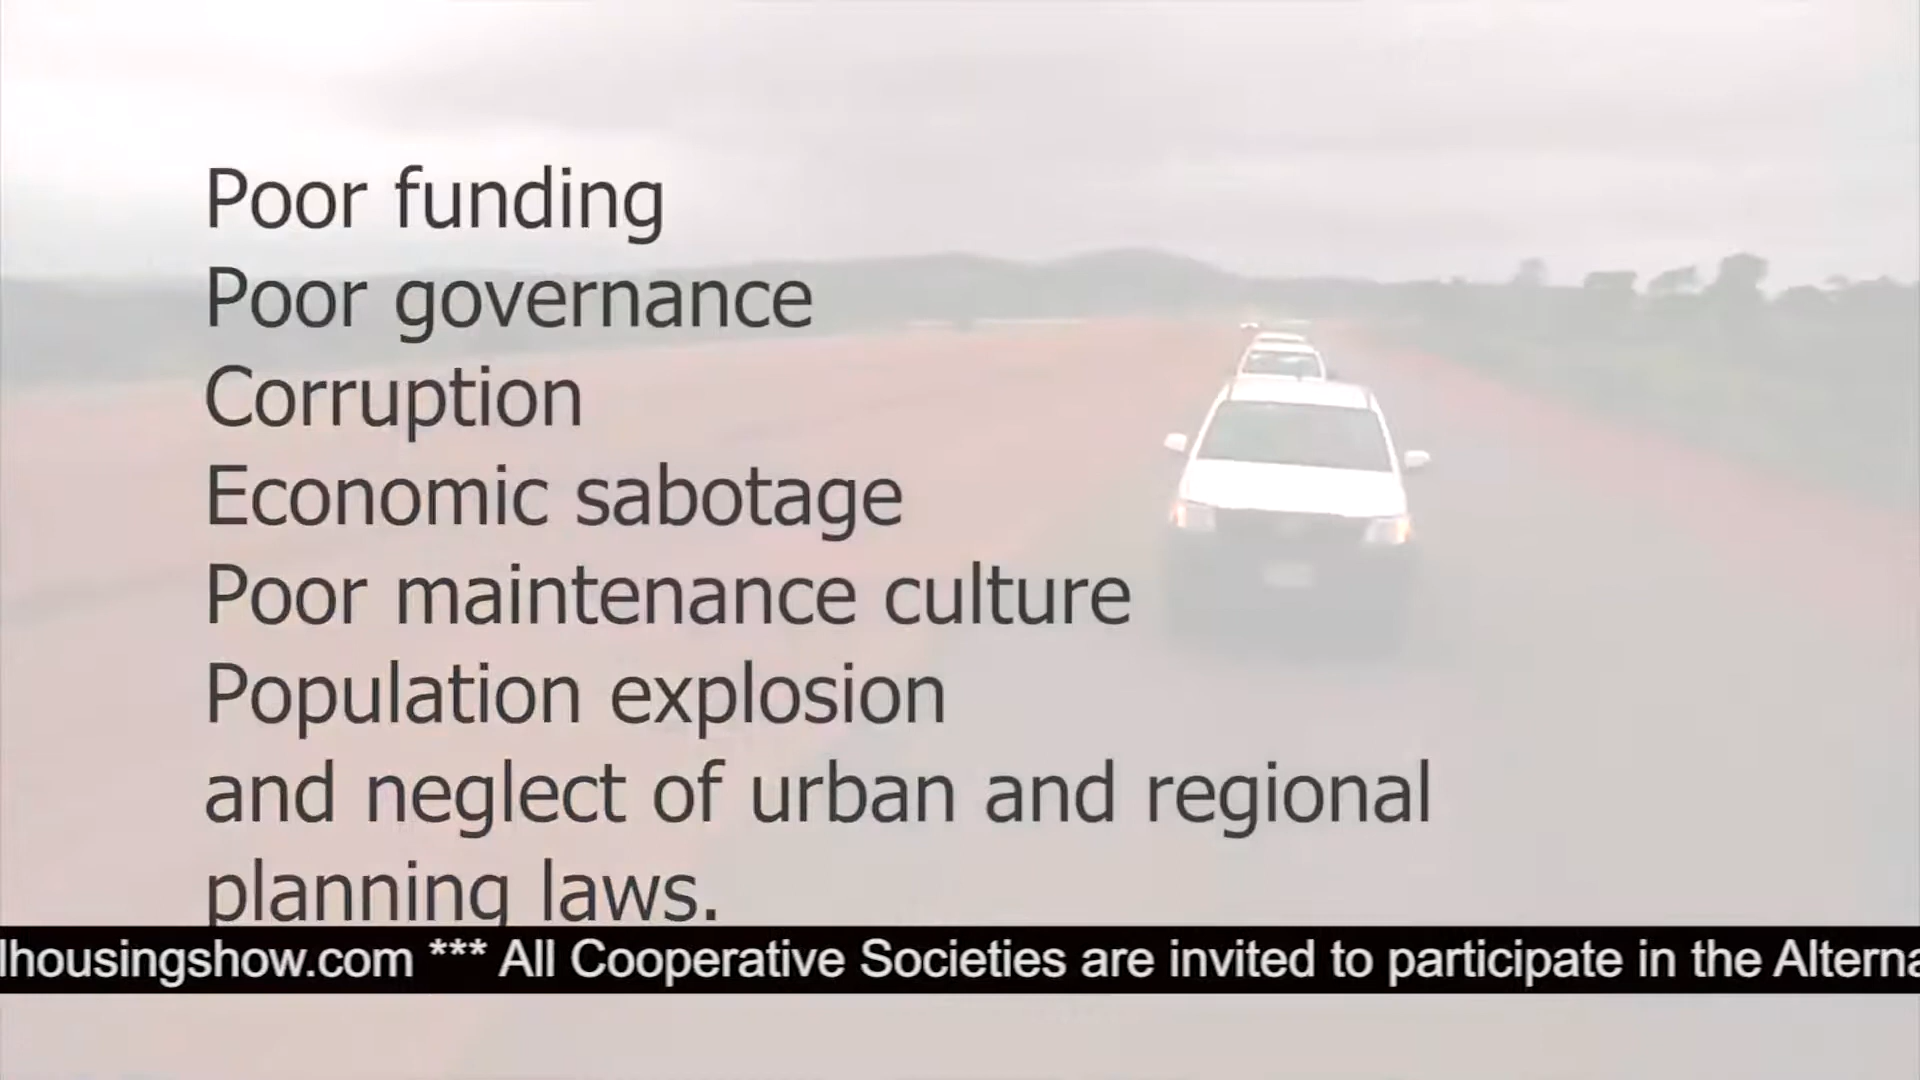 Poor funding
Poor governance
Corruption
Economic sabotage
Poor maintenance culture
Population explosion
and neglect of urban and regional
planning laws.
lhousingshow.com *** All Cooperative Societies are invited to participate in the Alterna